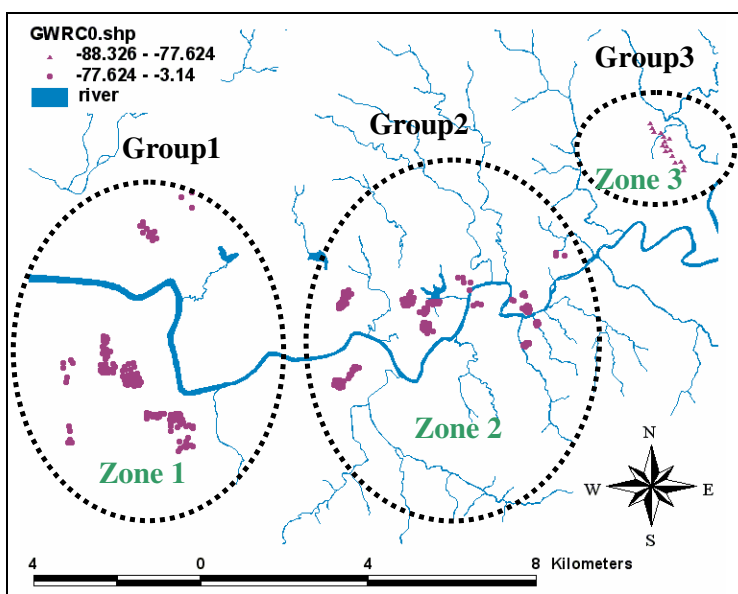 GWRC0.shp
-88.326 - -77.624
-77.624 - -3.14
river
Group1
Group2
Group3
Zone 1
Zone 2
Zone 3
N
W E
S
4 0 4 8 Kilometers